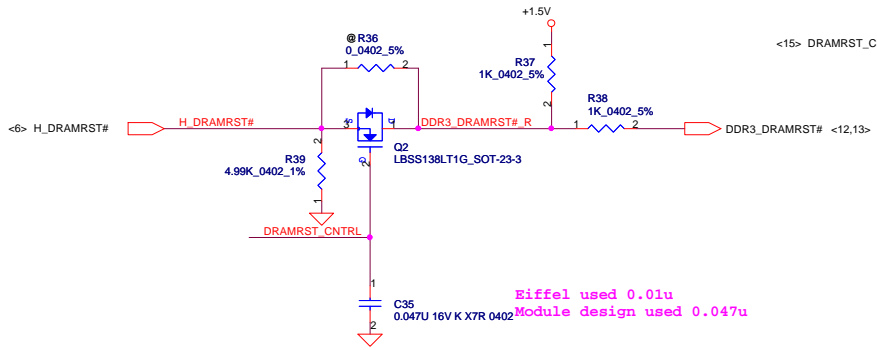 +1.5V
@ R36
0_0402_5%
1
2
R37
1K_0402_5%
1
2
<15> DRAMRST_C
R38
1K_0402_5%
1
2
<6> H_DRAMRST#
H_DRAMRST#
3
1
DDR3_DRAMRST#_R
DDR3_DRAMRST# <12,13>
Q2
LBSS138LT1G_SOT-23-3
2
R39
4.99K_0402_1%
2
1
DRAMRST_CNTRL
1
C35
0.047U 16V K X7R 0402
2
Eiffel used 0.01u
Module design used 0.047u